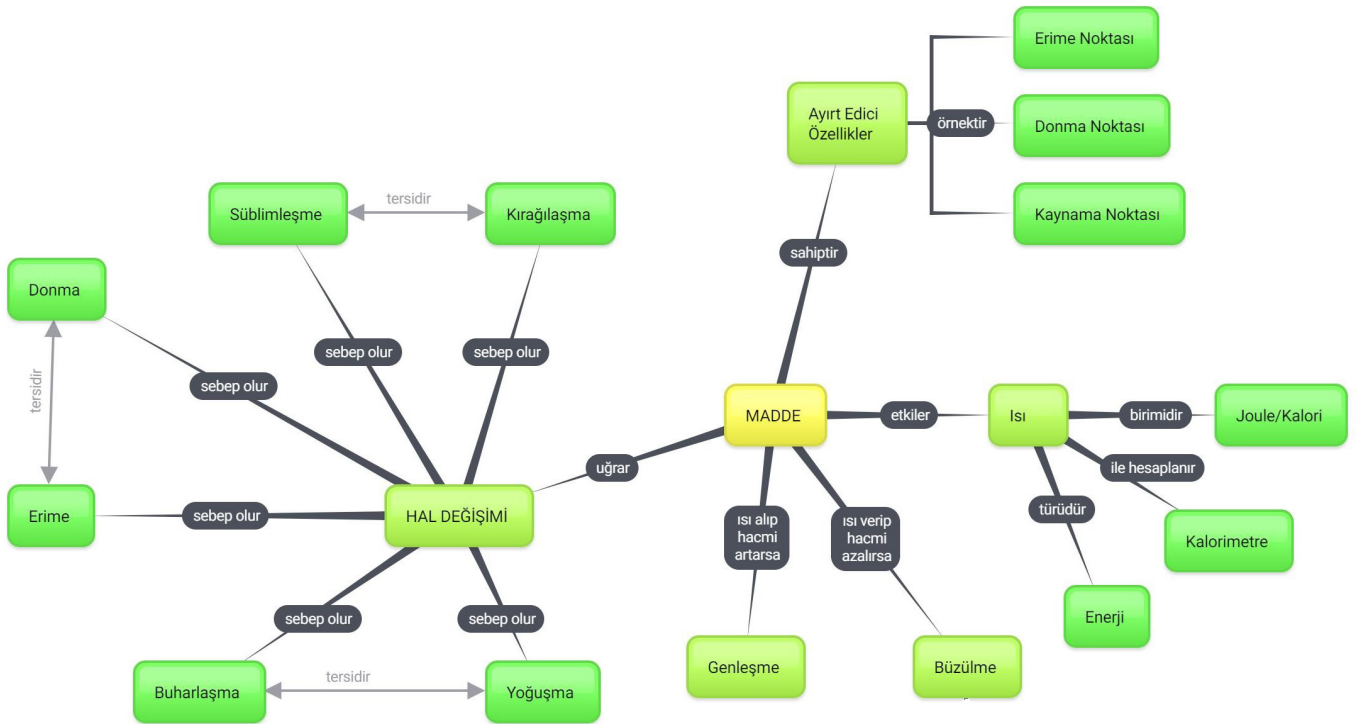 Erime Noktası
Ayırt Edici
Özellikler
örnektir
Donma Noktası
Kaynama Noktası
sahiptir
Süblimleşme
tersidir
Kırağılaşma
Donma
sebep olur
sebep olur
sebep olur
tersidir
MADDE
etkiler
Isı
birimidir
Joule/Kalori
uğrar
ile hesaplanır
türüdür
Erime
sebep olur
HAL DEĞİŞİMİ
ısı alıp
hacmi
artarsa
ısı verip
hacmi
azalırsa
Kalorimetre
sebep olur
sebep olur
Enerji
Genleşme
Büzülme
Buharlaşma
tersidir
Yoğuşma